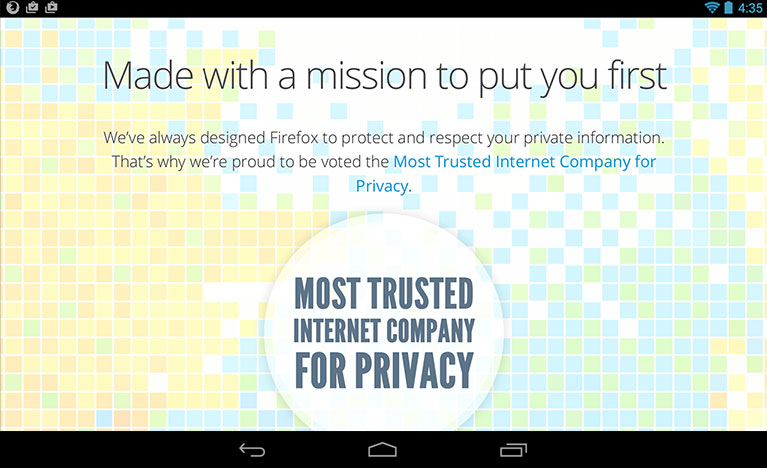 4:35
Made with a mission to put you first
We’ve always designed Firefox to protect and respect your private information.
That’s why we’re proud to be voted the Most Trusted Internet Company for
Privacy.
MOST TRUSTED
INTERNET COMPANY
FOR PRIVACY